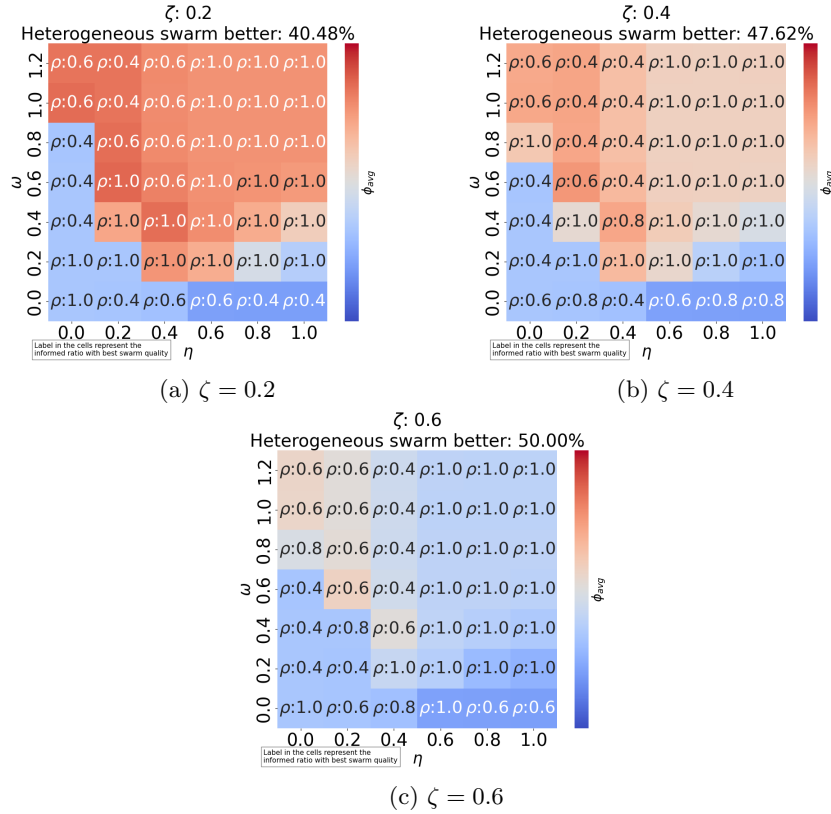 ζ: 0.2
Heterogeneous swarm better: 40.48%
1.2 ρ:0.6 ρ:0.4 ρ:0.6 ρ:1.0 ρ:1.0 ρ:1.0
1.0 ρ:0.6 ρ:0.4 ρ:0.6 ρ:1.0 ρ:1.0 ρ:1.0
0.8 ρ:0.4 ρ:0.6 ρ:0.6 ρ:1.0 ρ:1.0 ρ:1.0
ω 0.6 ρ:0.4 ρ:1.0 ρ:0.6 ρ:1.0 ρ:1.0 ρ:1.0 ϕavg
0.4 ρ:0.4 ρ:1.0 ρ:1.0 ρ:1.0 ρ:1.0 ρ:1.0
0.2 ρ:1.0 ρ:1.0 ρ:1.0 ρ:1.0 ρ:1.0 ρ:1.0
0.0 ρ:1.0 ρ:0.4 ρ:0.6 ρ:0.6 ρ:0.4 ρ:0.4
0.0 0.2 0.4 0.6 0.8 1.0
η
Label in the cells represent the
informed ratio with best swarm quality
(a) ζ = 0.2
ζ: 0.4
Heterogeneous swarm better: 47.62%
1.2 ρ:0.6 ρ:0.4 ρ:0.4 ρ:1.0 ρ:1.0 ρ:1.0
1.0 ρ:0.6 ρ:0.4 ρ:0.4 ρ:1.0 ρ:1.0 ρ:1.0
0.8 ρ:1.0 ρ:0.4 ρ:0.4 ρ:1.0 ρ:1.0 ρ:1.0
ω 0.6 ρ:0.4 ρ:0.6 ρ:0.4 ρ:1.0 ρ:1.0 ρ:1.0 ϕavg
0.4 ρ:0.4 ρ:1.0 ρ:0.8 ρ:1.0 ρ:1.0 ρ:1.0
0.2 ρ:0.4 ρ:0.4 ρ:1.0 ρ:1.0 ρ:1.0 ρ:1.0
0.0 ρ:0.6 ρ:0.8 ρ:0.4 ρ:0.6 ρ:0.8 ρ:0.8
0.0 0.2 0.4 0.6 0.8 1.0
η
Label in the cells represent the
informed ratio with best swarm quality
(b) ζ = 0.4
ζ: 0.6
Heterogeneous swarm better: 50.00%
1.2 ρ:0.6 ρ:0.6 ρ:0.4 ρ:1.0 ρ:1.0 ρ:1.0
1.0 ρ:0.6 ρ:0.6 ρ:0.4 ρ:1.0 ρ:1.0 ρ:1.0
0.8 ρ:0.8 ρ:0.6 ρ:0.4 ρ:1.0 ρ:1.0 ρ:1.0
ω 0.6 ρ:0.4 ρ:0.6 ρ:0.4 ρ:1.0 ρ:1.0 ρ:1.0 ϕavg
0.4 ρ:0.4 ρ:0.8 ρ:0.6 ρ:1.0 ρ:1.0 ρ:1.0
0.2 ρ:0.4 ρ:0.4 ρ:1.0 ρ:1.0 ρ:1.0 ρ:1.0
0.0 ρ:1.0 ρ:0.6 ρ:0.8 ρ:1.0 ρ:0.6 ρ:0.6
0.0 0.2 0.4 0.6 0.8 1.0
η
Label in the cells represent the
informed ratio with best swarm quality
(c) ζ = 0.6